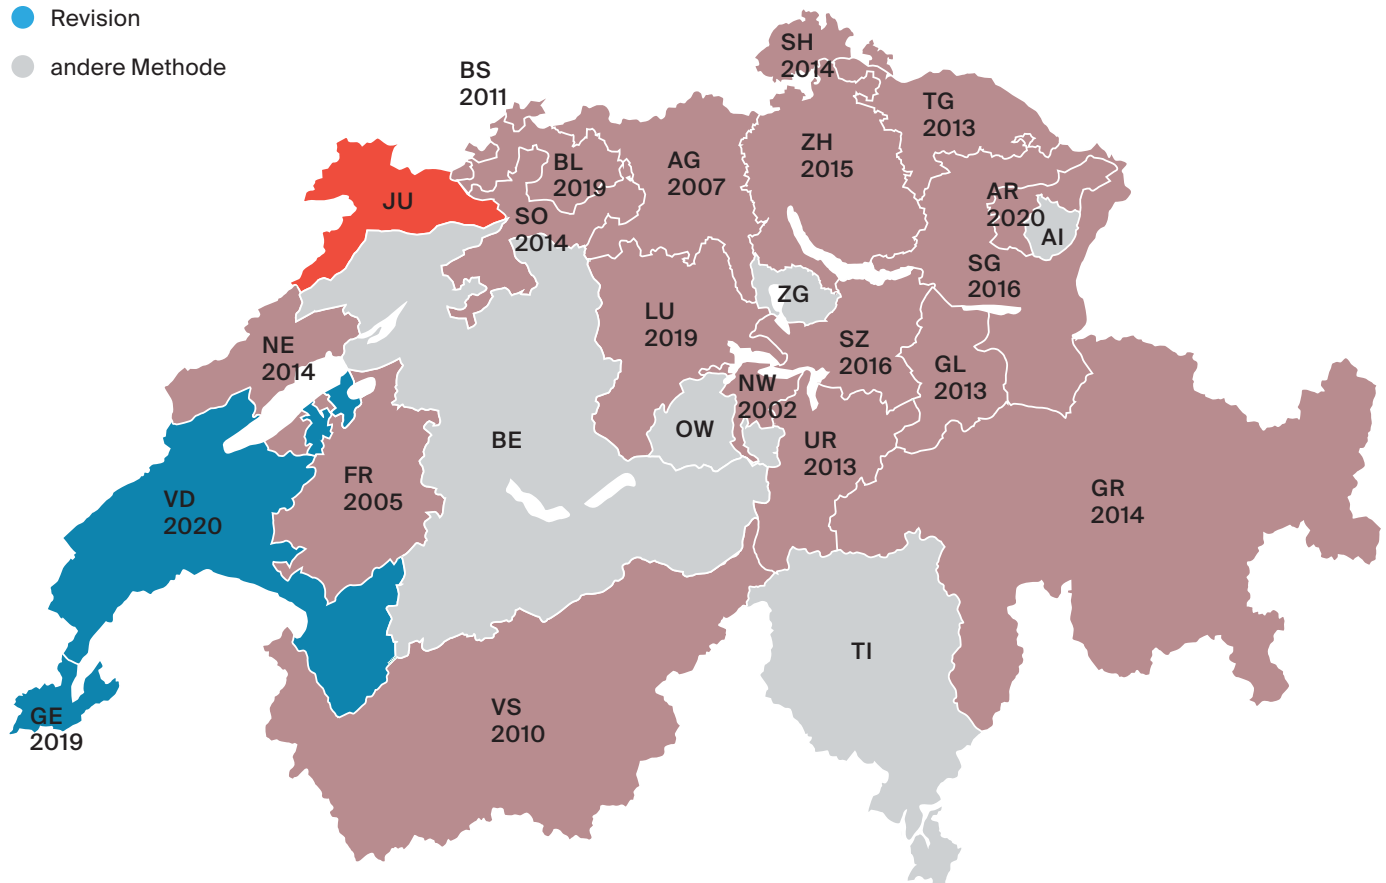 Revision
andere Methode
BS
2011
SH
2014
TG
2013
ZH
2015
BL
2019
AG
2007
JU
SO
2014
AR
2020
AI
SG
2016
ZG
LU
2019
NE
2014
SZ
2016
GL
2013
NW
2002
OW
BE
UR
2013
FR
2005
VD
2020
GR
2014
TI
VS
2010
GE
2019